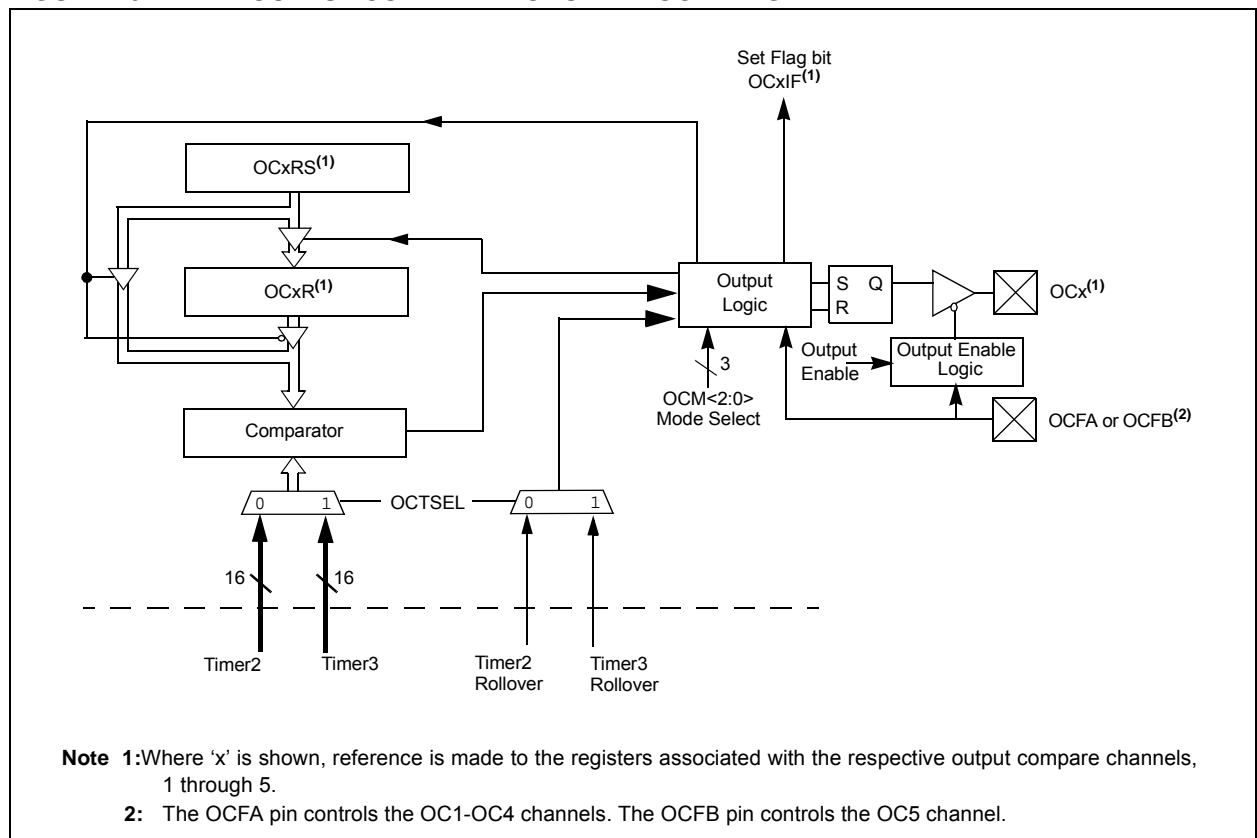 Set Flag bit
OCxIF(1)
OCxRS(1)
OCxR(1)
Output
Logic
S Q
R
OCx(1)
Output
Enable
Output Enable
Logic
3
OCM<2:0>
Mode Select
OCFA or OCFB(2)
Comparator
0 1
OCTSEL
0 1
16
16
Timer2
Timer3
Timer2
Rollover
Timer3
Rollover
Note 1:Where ‘x’ is shown, reference is made to the registers associated with the respective output compare channels,
1 through 5.
2: The OCFA pin controls the OC1-OC4 channels. The OCFB pin controls the OC5 channel.